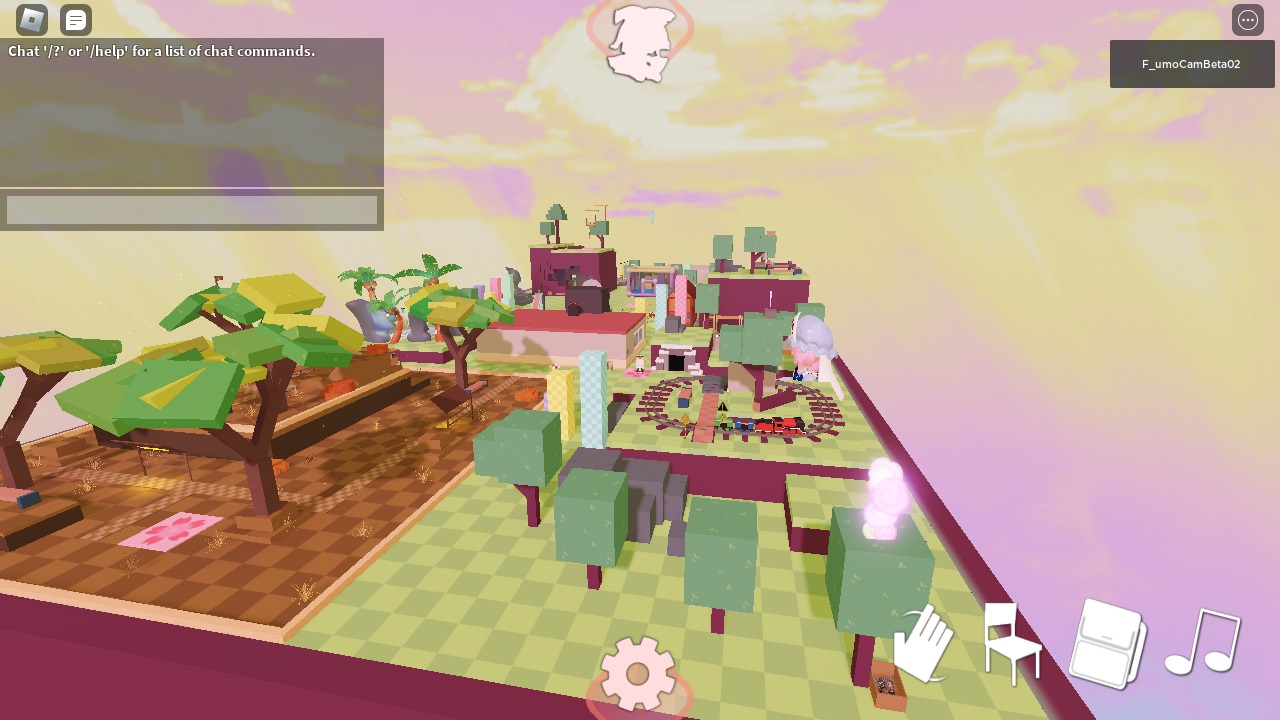 Chat '/?' or '/help' for a list of chat commands.
F_umoCamBeta02